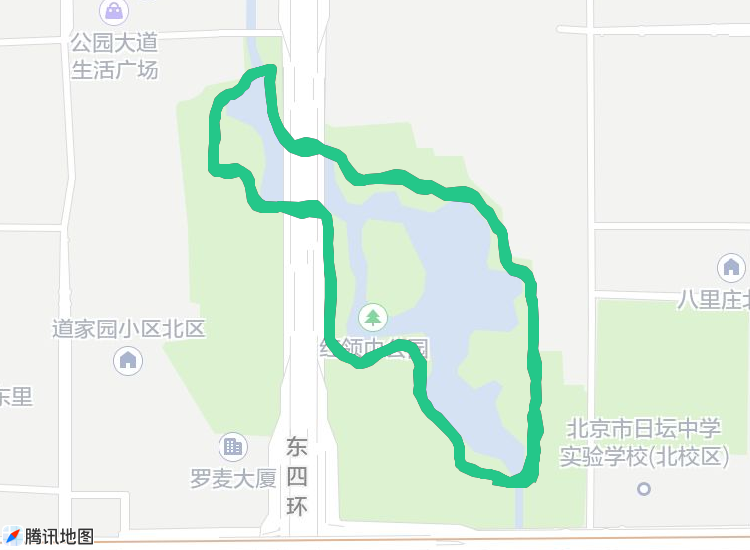 公园大道
生活广场
八里庄北
道家园小区北区
红领巾公园
东里
北京市日坛中学
实验学校(北校区)
罗麦大厦
东
四
环
腾讯地图